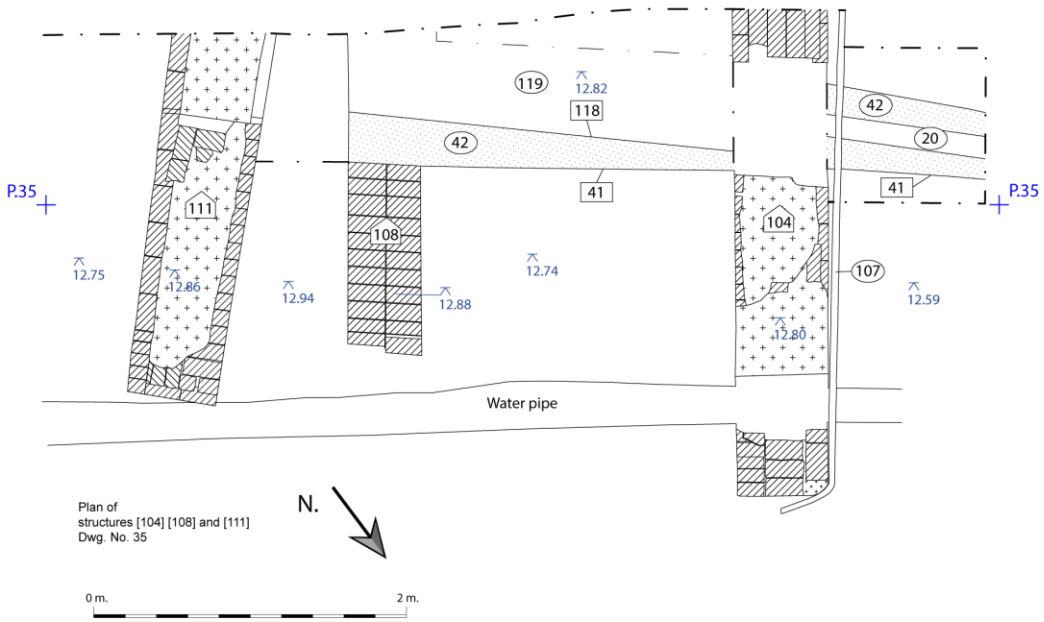 119
12.82
118
42
42
20
41
41
P.35
P.35
111
108
104
107
12.75
12.86
12.94
12.88
12.74
12.80
12.59
Water pipe
N.
Plan of
structures [104] [108] and [111]
Dwg. No. 35
0 m.
2 m.